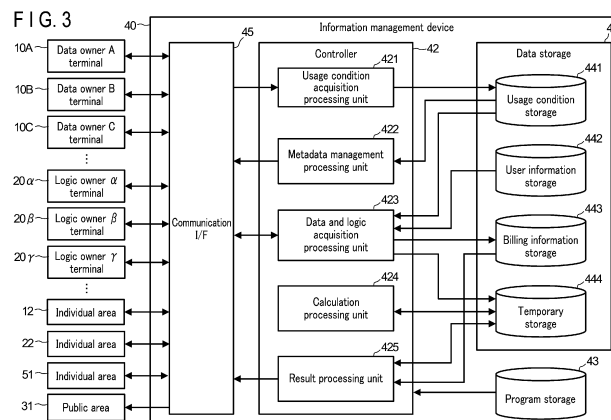 FIG. 3
40
Information management device
45
10A
Data owner A
terminal
10B
Data owner B
terminal
10C
Data owner C
terminal
20α
Logic owner α
terminal
20β
Logic owner β
terminal
20γ
Logic owner γ
terminal
12
Individual area
22
Individual area
51
Individual area
31
Public area
Communication
I/F
Controller
42
421
Usage condition
acquisition
processing unit
422
Metadata management
processing unit
423
Data and logic
acquisition
processing unit
424
Calculation
processing unit
425
Result processing unit
Data storage
441
Usage condition
storage
442
User information
storage
443
Billing information
storage
444
Temporary
storage
43
Program storage